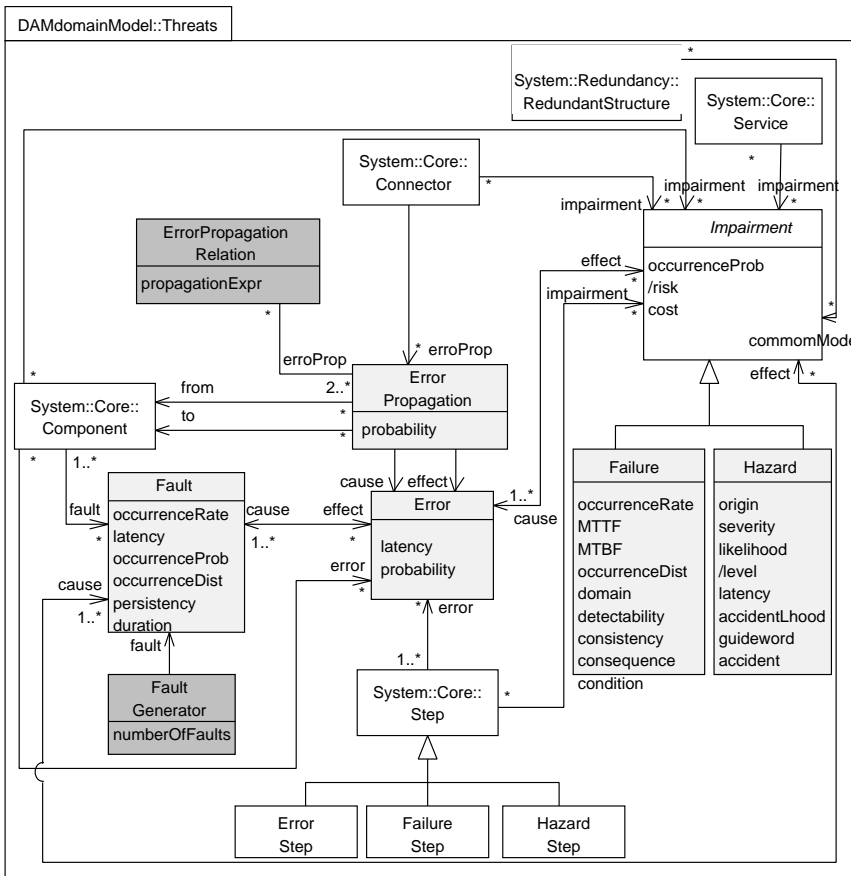 DAMdomainModel::Threats
*
System::Redundancy::
RedundantStructure
System::Core::
Service
*
System::Core::
Connector
*
impairment
*
impairment
*
impairment
*
Impairment
occurrenceProb
/risk
cost
ErrorPropagation
Relation
propagationExpr
*
effect
*
impairment
*
*
commomMode
effect
*
erroProp
2..*
*
erroProp
Error
Propagation
probability
from
to
*
*
*
System::Core::
Component
*
1..*
fault
*
Fault
occurrenceRate
latency
occurrenceProb
occurrenceDist
persistency
duration
cause
1..*
effect
*
cause
effect
Error
latency
probability
1..*
cause
Failure
occurrenceRate
MTTF
MTBF
occurrenceDist
domain
detectability
consistency
consequence
condition
Hazard
origin
severity
likelihood
/level
latency
accidentLhood
guideword
accident
cause
1..*
error
*
*
error
fault
Fault
Generator
numberOfFaults
1..*
System::Core::
Step
*
Error
Step
Failure
Step
Hazard
Step